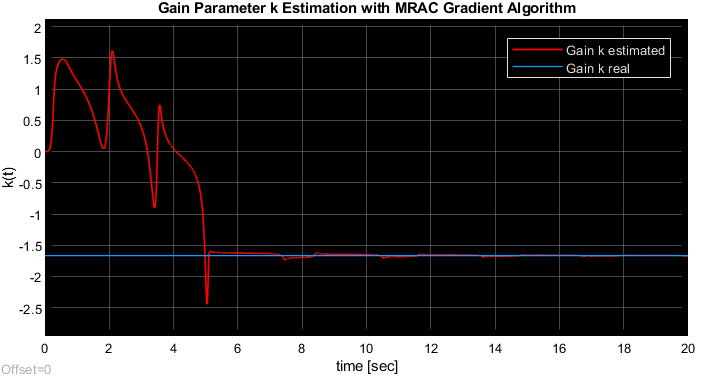 Gain Parameter k Estimation with MRAC Gradient Algorithm
Gain k estimated
Gain k real
2
1.5
1
0.5
0
-0.5
-1
-1.5
-2
-2.5
k(t)
0 2 4 6 8 10 12 14 16 18 20
time [sec]
Offset=0